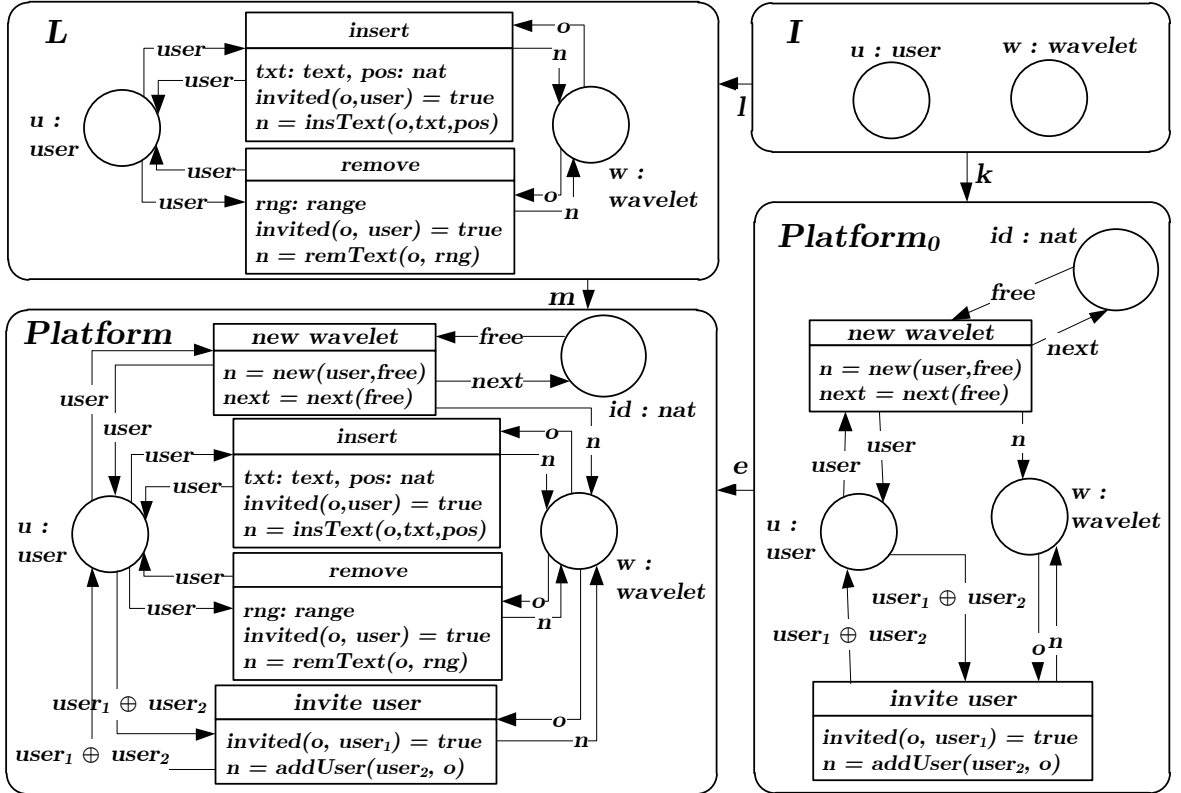 L
insert
txt: text, pos: nat
invited(o,user) = true
n = insText(o,txt,pos)
user
user
o
n
u :
user
remove
rng: range
invited(o, user) = true
n = remText(o, rng)
user
user
o
n
w :
wavelet
I
u : user
w : wavelet
l
k
m
e
Platform
new wavelet
n = new(user,free)
next = next(free)
free
next
id : nat
user
user
n
insert
txt: text, pos: nat
invited(o,user) = true
n = insText(o,txt,pos)
user
user
o
n
u :
user
remove
rng: range
invited(o, user) = true
n = remText(o, rng)
user
user
o
n
w :
wavelet
invite user
invited(o, user₁) = true
n = addUser(user₂, o)
user₁ ⊕ user₂
user₁ ⊕ user₂
o
n
Platform₀
id : nat
free
new wavelet
next
n = new(user,free)
next = next(free)
user
user
n
u :
user
w :
wavelet
user₁ ⊕ user₂
user₁ ⊕ user₂
o
n
invite user
invited(o, user₁) = true
n = addUser(user₂, o)